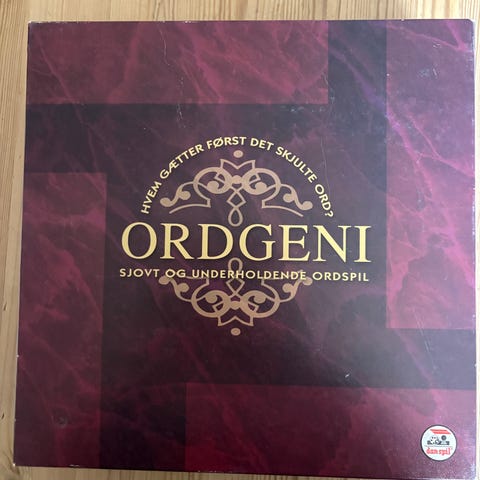 HVEM GÆTTER FØRST DET SKJULTE ORD?
ORDGENI
SJOVT OG UNDERHOLDENDE ORDSPIL
dan spil